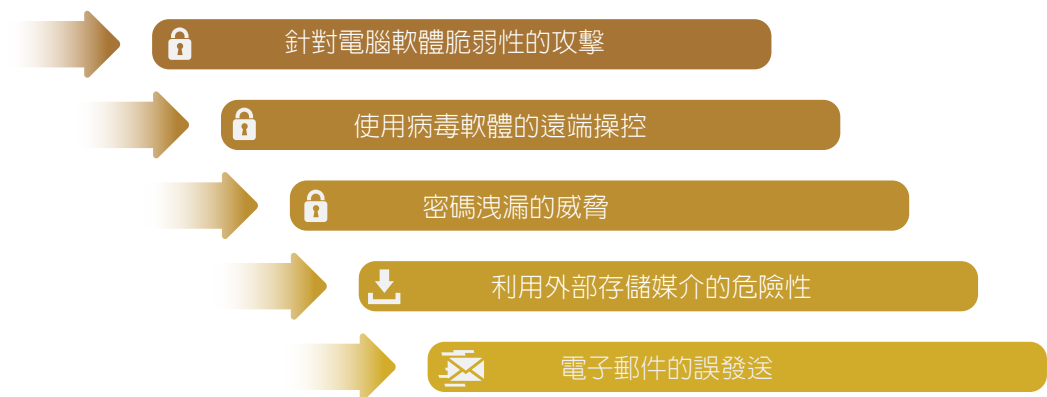 針對電腦軟體脆弱性的攻擊
使用病毒軟體的遠端操控
密碼洩漏的威脅
利用外部存儲媒介的危險性
電子郵件的誤發送